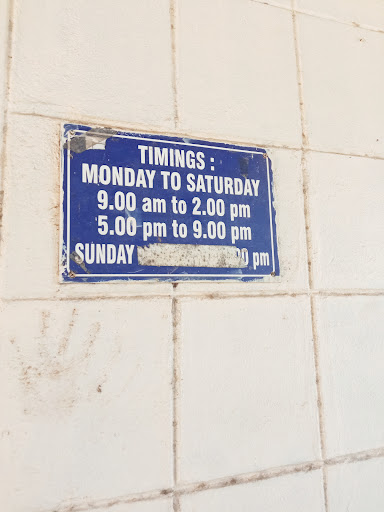 TIMINGS :
MONDAY TO SATURDAY
9.00 am to 2.00 pm
5.00 pm to 9.00 pm
SUNDAY pm